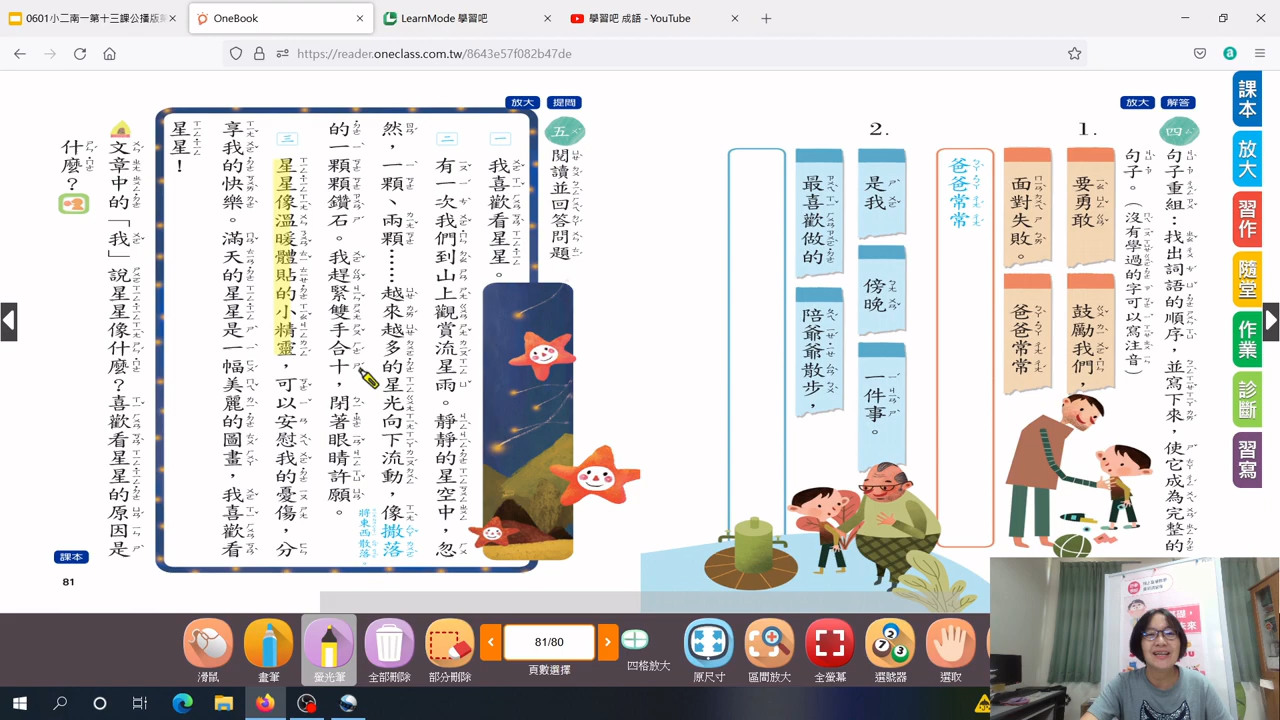 0601小二南一第十三課公播版
OneBook
LearnMode 學習吧
學習吧 成語 - YouTube
https://reader.oneclass.com.tw/8643e57f082b47de
放大 解答
四 句子重組：找出詞語的順序，並寫下來，使它成為完整的
句子。（沒有學過的字可以寫注音）
1.
要勇敢
鼓勵我們，
面對失敗。
爸爸常常
爸爸常常
2.
是我
傍晚
一件事。
最喜歡做的
陪爺爺散步，
放大 提問
五 閱讀並回答問題
一 我喜歡看星星。
二 有一次我們到山上觀賞流星雨。靜靜的星空中，忽
然，一顆、兩顆……越來越多的星光向下流動，像撒落
將東西散落。
的一顆顆鑽石。我趕緊雙手合十，閉著眼睛許願。
三 星星像溫暖體貼的小精靈，可以安慰我的憂傷，分
享我的快樂。滿天的星星是一幅美麗的圖畫，我喜歡看
星星！
文章中的「我」說星星像什麼？喜歡看星星的原因是
什麼？
課本
81
課本
放大
習作
隨堂
作業
診斷
習寫
滑鼠
畫筆
螢光筆
全部刪除
部分刪除
81/80
頁數選擇
四格放大
原尺寸
區間放大
全螢幕
選號器
選取